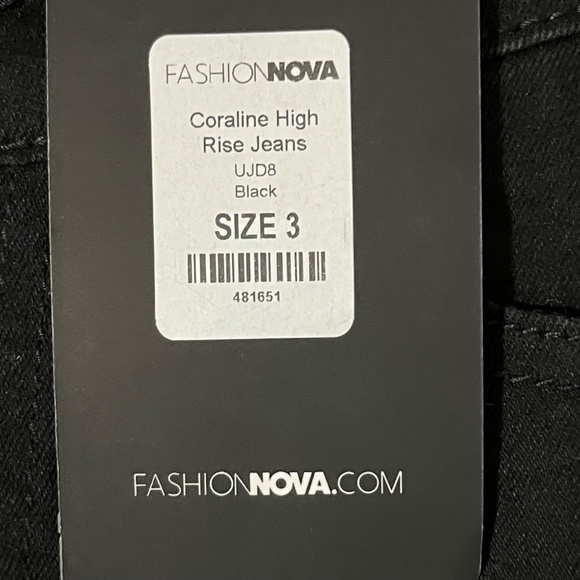 FASHIONNOVA
Coraline High
Rise Jeans
UJD8
Black
SIZE 3
481651
FASHIONNOVA.COM